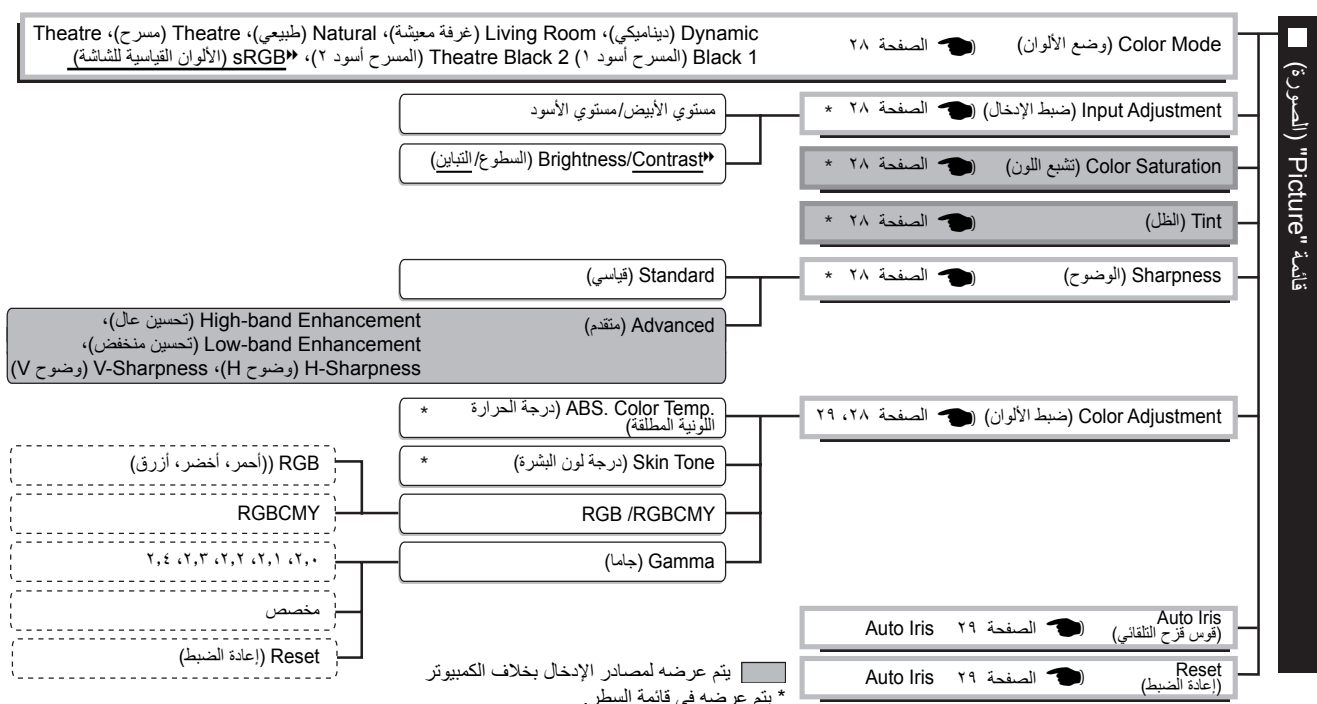 ■ قائمة "Picture" (الصورة)
Color Mode (وضع الألوان) الصفحة ٢٨
Dynamic (ديناميكي)، Living Room (غرفة معيشة)، Natural (طبيعي)، Theatre (مسرح)، Theatre
Black 1 (المسرح أسود ١) Theatre Black 2 (المسرح أسود ٢)، sRGB (الألوان القياسية للشاشة)
Input Adjustment (ضبط الإدخال) الصفحة ٢٨ *
مستوي الأبيض/مستوي الأسود
Brightness/Contrast (السطوع/التباين)
Color Saturation (تشبع اللون) الصفحة ٢٨ *
Tint (الظل) الصفحة ٢٨ *
Sharpness (الوضوح) الصفحة ٢٨ *
Standard (قياسي)
Advanced (متقدم)
High-band Enhancement (تحسين عال)،
Low-band Enhancement (تحسين منخفض)،
H-Sharpness (وضوح H)، V-Sharpness (وضوح V)
Color Adjustment (ضبط الألوان) الصفحة ٢٨، ٢٩
ABS. Color Temp. (درجة الحرارة *
اللونية المطلقة)
Skin Tone (درجة لون البشرة) *
RGB /RGBCMY
RGB ((أحمر، أخضر، أزرق)
RGBCMY
Gamma (جاما)
٢,٠، ٢,١، ٢,٢، ٢,٣، ٢,٤
مخصص
Reset (إعادة الضبط)
Auto Iris
(قوس قزح التلقائي) الصفحة ٢٩ Auto Iris
Reset
(إعادة الضبط) الصفحة ٢٩ Auto Iris
يتم عرضه لمصادر الإدخال بخلاف الكمبيوتر
* يتم عرضه في قائمة السطر.